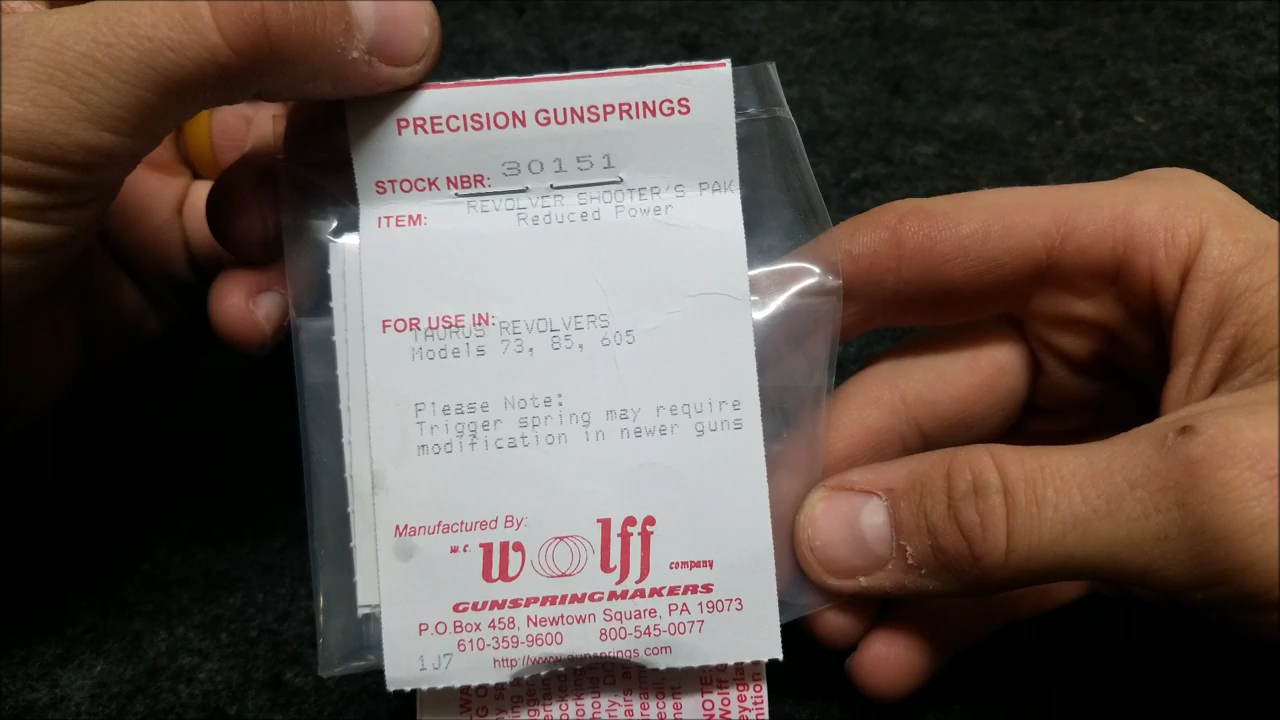 PRECISION GUNSPRINGS
STOCK NBR: 30151
ITEM: REVOLVER SHOOTER'S PAK
Reduced Power
FOR USE IN:
TAURUS REVOLVERS
Models 73, 85, 605
Please Note:
Trigger spring may require
modification in newer guns
Manufactured By:
W.C. Wolff company
GUNSPRINGMAKERS
P.O.Box 458, Newtown Square, PA 19073
610-359-9600 800-545-0077
1J7 http://www.gunsprings.com